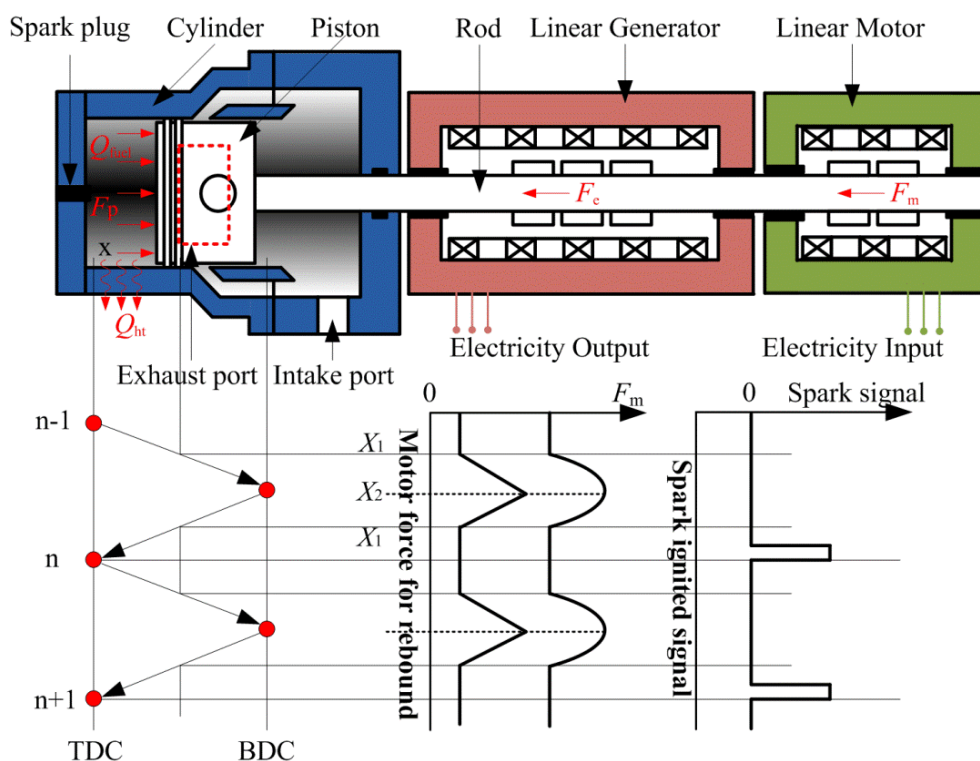 Spark plug
Cylinder
Piston
Rod
Linear Generator
Linear Motor
Qfuel
Fp
x
Qht
Fe
Fm
Exhaust port
Intake port
Electricity Output
Electricity Input
0
Fm
0
Spark signal
n-1
n
n+1
X1
X2
X1
Motor force for rebound
Spark ignited signal
TDC
BDC